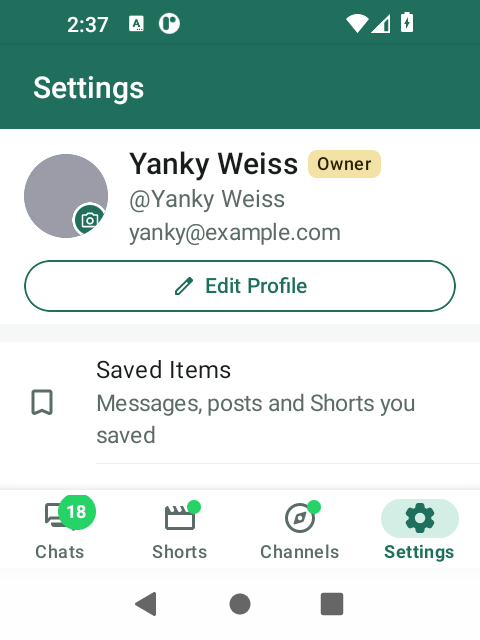 2:37
Settings
Yanky Weiss Owner
@Yanky Weiss
yanky@example.com
Edit Profile
Saved Items
Messages, posts and Shorts you
saved
18
Chats Shorts Channels Settings